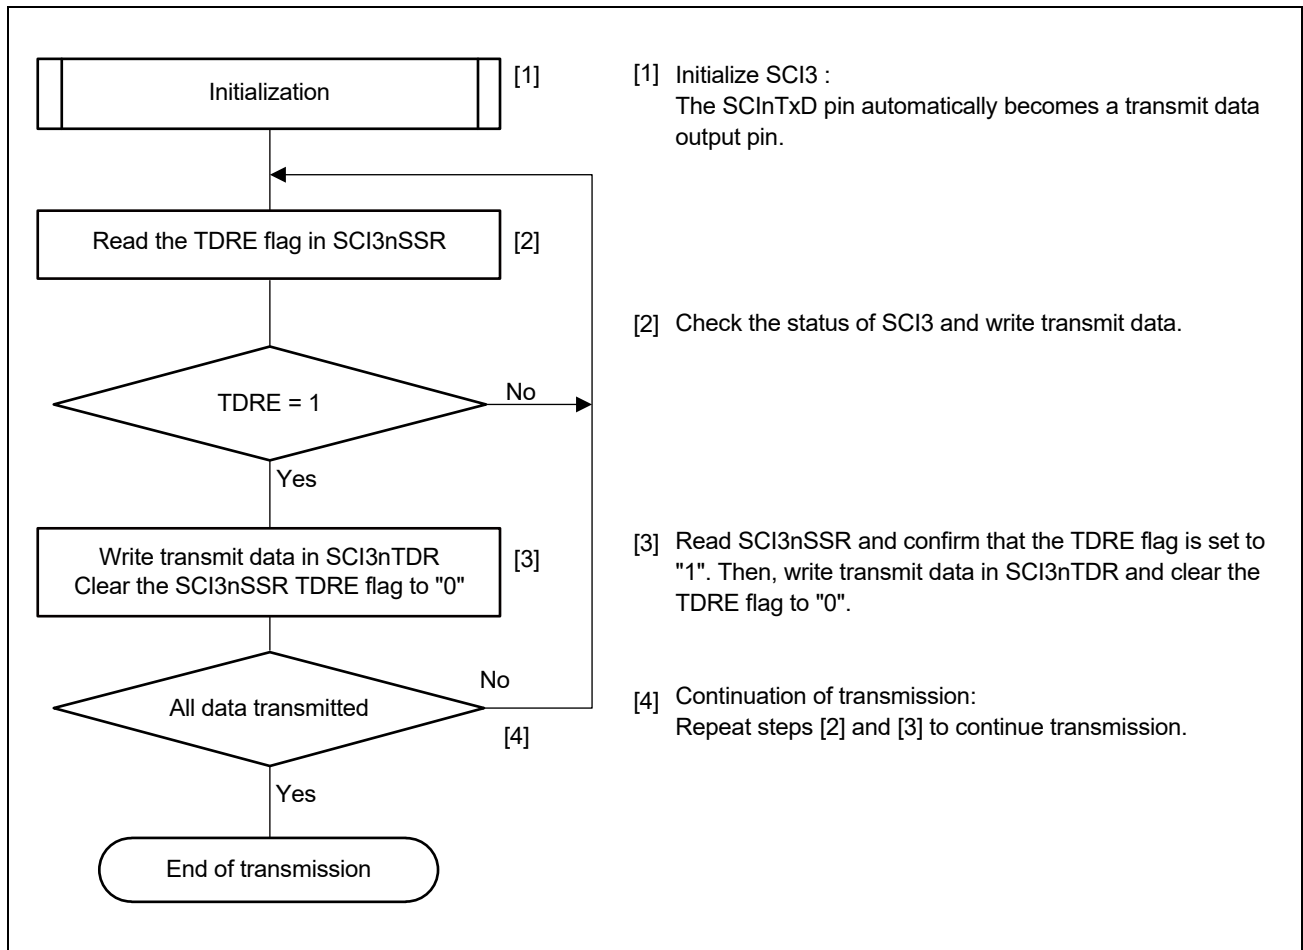 Initialization
[1]
Read the TDRE flag in SCI3nSSR
[2]
TDRE = 1
No
Yes
Write transmit data in SCI3nTDR
Clear the SCI3nSSR TDRE flag to "0"
[3]
All data transmitted
No
[4]
Yes
End of transmission
[1] Initialize SCI3 :
The SCInTxD pin automatically becomes a transmit data
output pin.
[2] Check the status of SCI3 and write transmit data.
[3] Read SCI3nSSR and confirm that the TDRE flag is set to
"1". Then, write transmit data in SCI3nTDR and clear the
TDRE flag to "0".
[4] Continuation of transmission:
Repeat steps [2] and [3] to continue transmission.